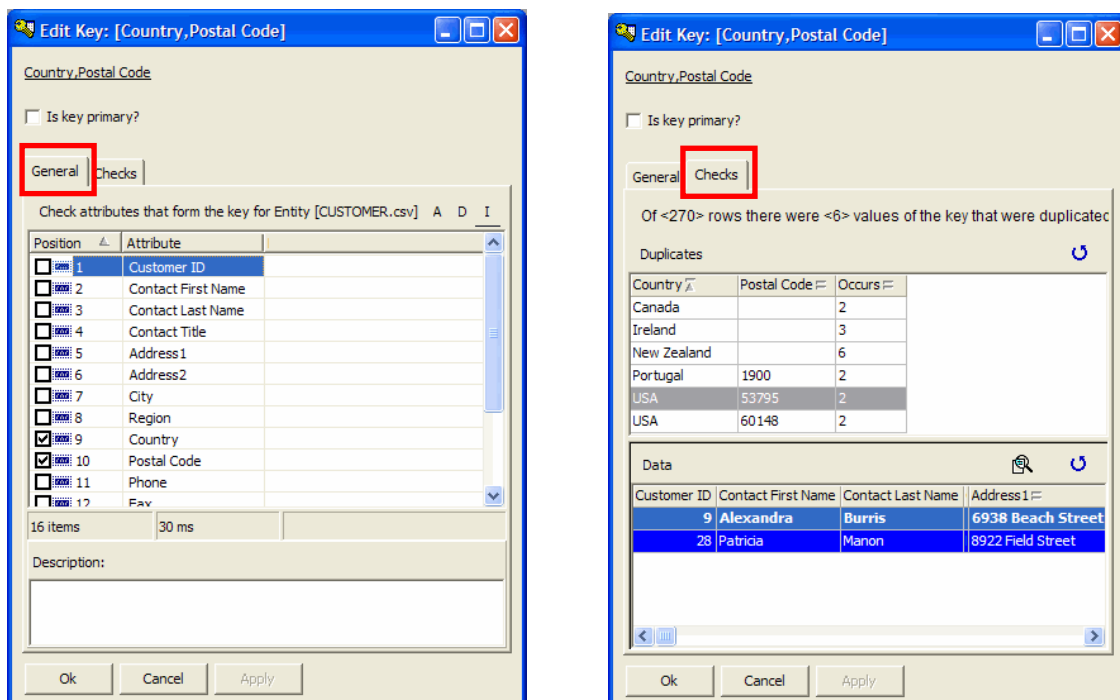 Edit Key: [Country,Postal Code]
Country,Postal Code
Is key primary?
General Checks
Check attributes that form the key for Entity [CUSTOMER.csv] A D I
Position Attribute
1 Customer ID
2 Contact First Name
3 Contact Last Name
4 Contact Title
5 Address1
6 Address2
7 City
8 Region
9 Country
10 Postal Code
11 Phone
12 Fax
16 items 30 ms
Description:
Ok Cancel Apply
Edit Key: [Country,Postal Code]
Country,Postal Code
Is key primary?
General Checks
Of <270> rows there were <6> values of the key that were duplicated
Duplicates
Country Postal Code Occurs
Canada 2
Ireland 3
New Zealand 6
Portugal 1900 2
USA 53795 2
USA 60148 2
Data
Customer ID Contact First Name Contact Last Name Address1
9 Alexandra Burris 6938 Beach Street
28 Patricia Manon 8922 Field Street
Ok Cancel Apply